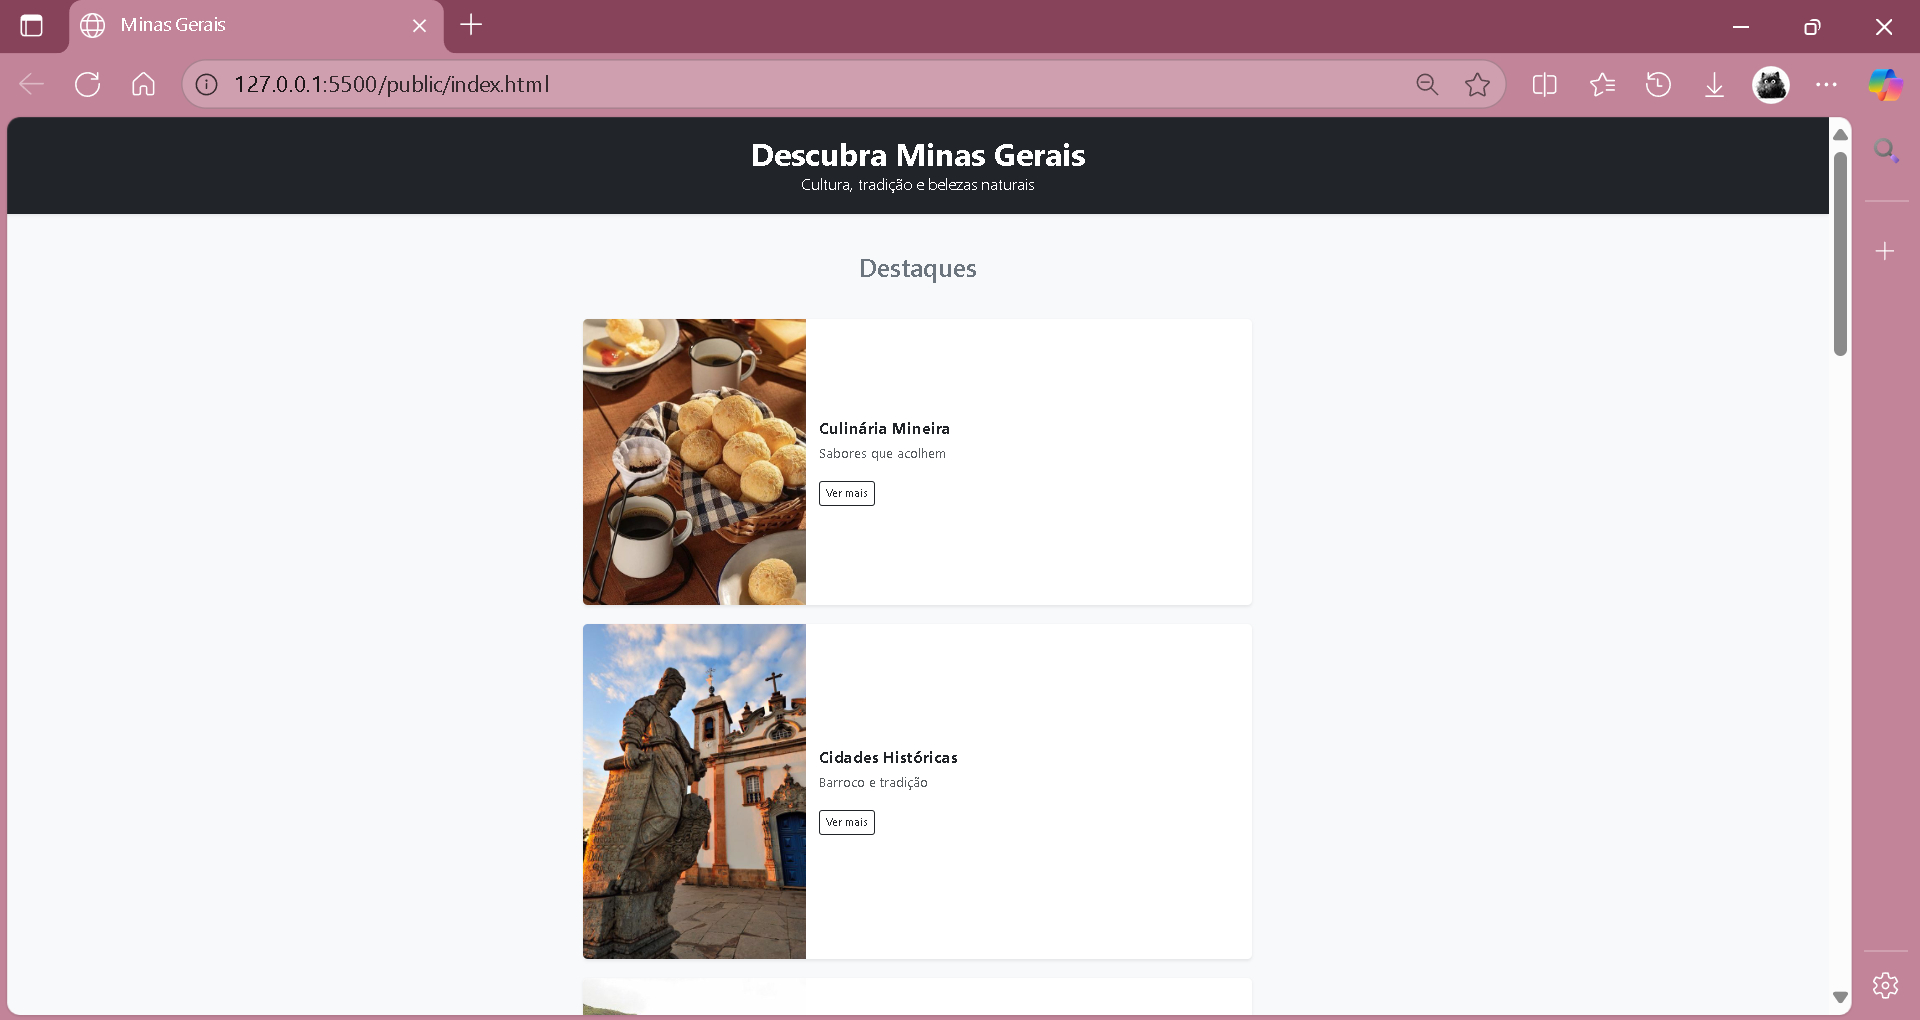 Minas Gerais
127.0.0.1:5500/public/index.html
Descubra Minas Gerais
Cultura, tradição e belezas naturais
Destaques
Culinária Mineira
Sabores que acolhem
Ver mais
Cidades Históricas
Barroco e tradição
Ver mais